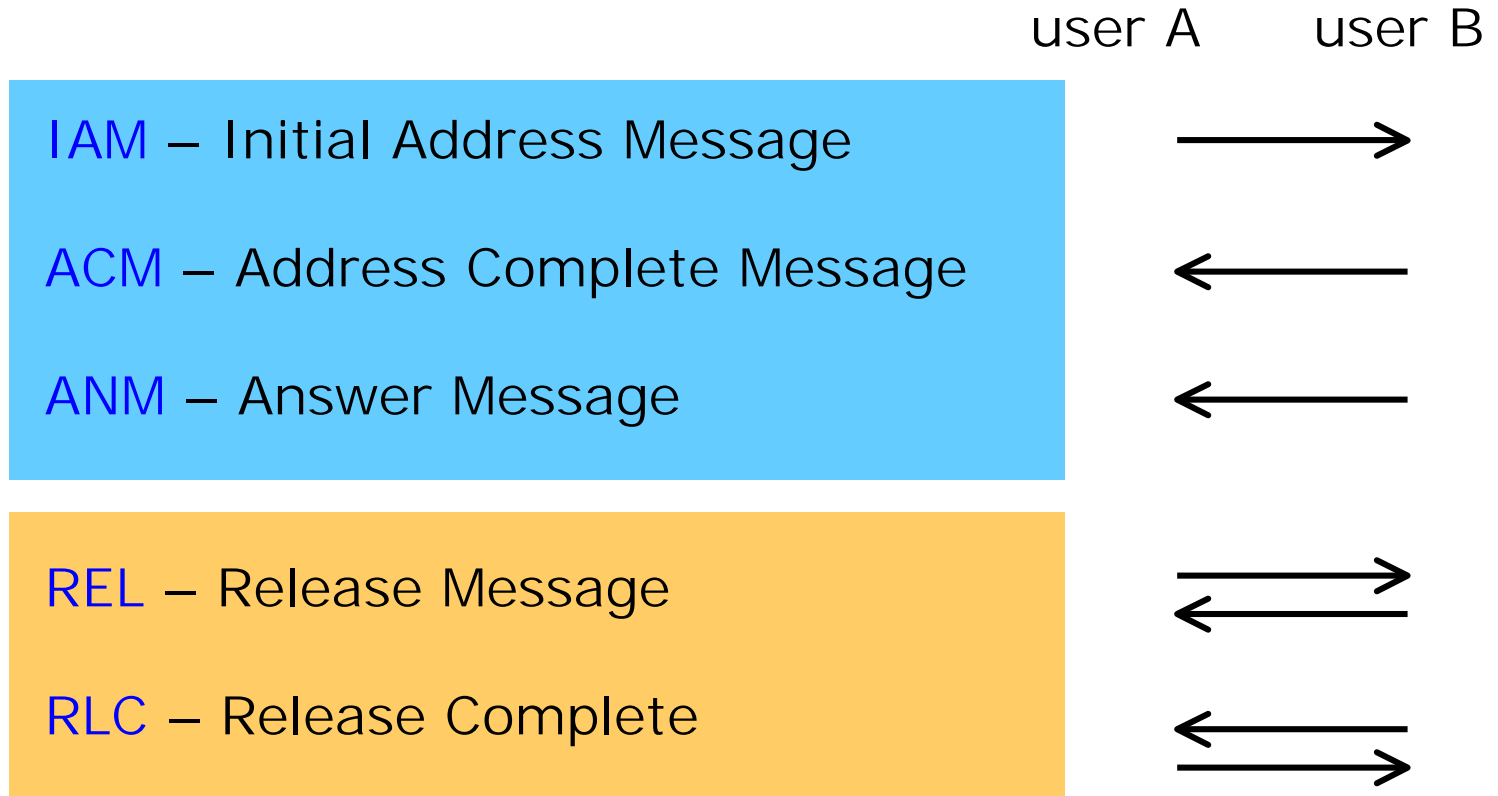 user A user B
IAM – Initial Address Message
ACM – Address Complete Message
ANM – Answer Message
REL – Release Message
RLC – Release Complete